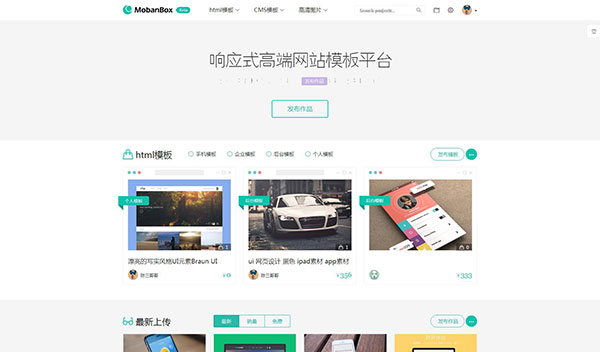 MobanBox
html模板 CMS模板 高清图片
响应式高端网站模板平台
发布作品
发布作品
html模板 手机模板 企业模板 后台模板 个人模板 发布模板
个人模板
后台模板
后台模板
1
1
0
漂亮的写实风格UI元素Braun UI
ui 网页设计 黑色 ipad素材 app素材
¥0
¥356
¥333
最新上传 最新 销量 免费 发布作品